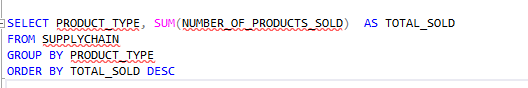 SELECT PRODUCT_TYPE, SUM(NUMBER_OF_PRODUCTS_SOLD)  AS TOTAL_SOLD
FROM SUPPLYCHAIN
GROUP BY PRODUCT_TYPE
ORDER BY TOTAL_SOLD DESC